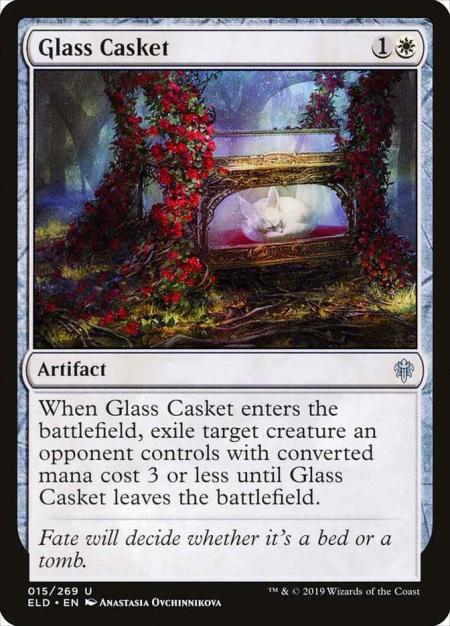 Glass Casket 1
Artifact
When Glass Casket enters the
battlefield, exile target creature an
opponent controls with converted
mana cost 3 or less until Glass
Casket leaves the battlefield.
Fate will decide whether it's a bed or a
tomb.
015/269 U
ELD • EN Anastasia Ovchinnikova
™ & © 2019 Wizards of the Coast